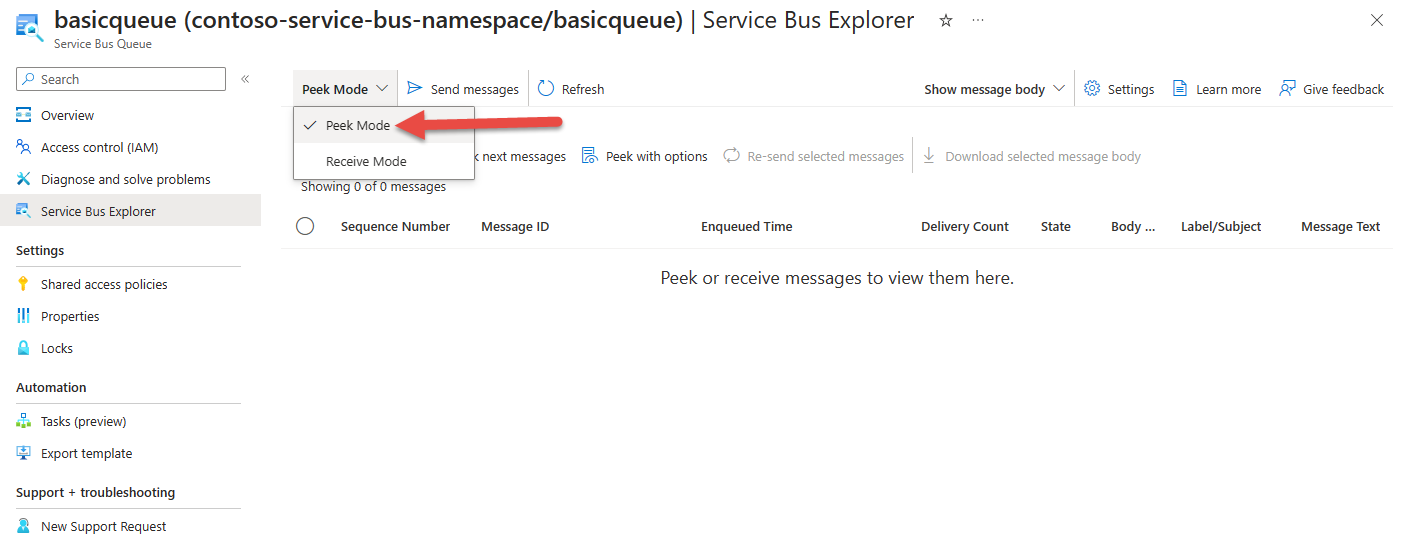 basicqueue (contoso-service-bus-namespace/basicqueue) | Service Bus Explorer
Service Bus Queue
Search
Overview
Access control (IAM)
Diagnose and solve problems
Service Bus Explorer
Settings
Shared access policies
Properties
Locks
Automation
Tasks (preview)
Export template
Support + troubleshooting
New Support Request
Peek Mode Send messages Refresh Show message body Settings Learn more Give feedback
Peek Mode
Receive Mode
next messages Peek with options Re-send selected messages Download selected message body
Showing 0 of 0 messages
Sequence Number Message ID Enqueued Time Delivery Count State Body ... Label/Subject Message Text
Peek or receive messages to view them here.